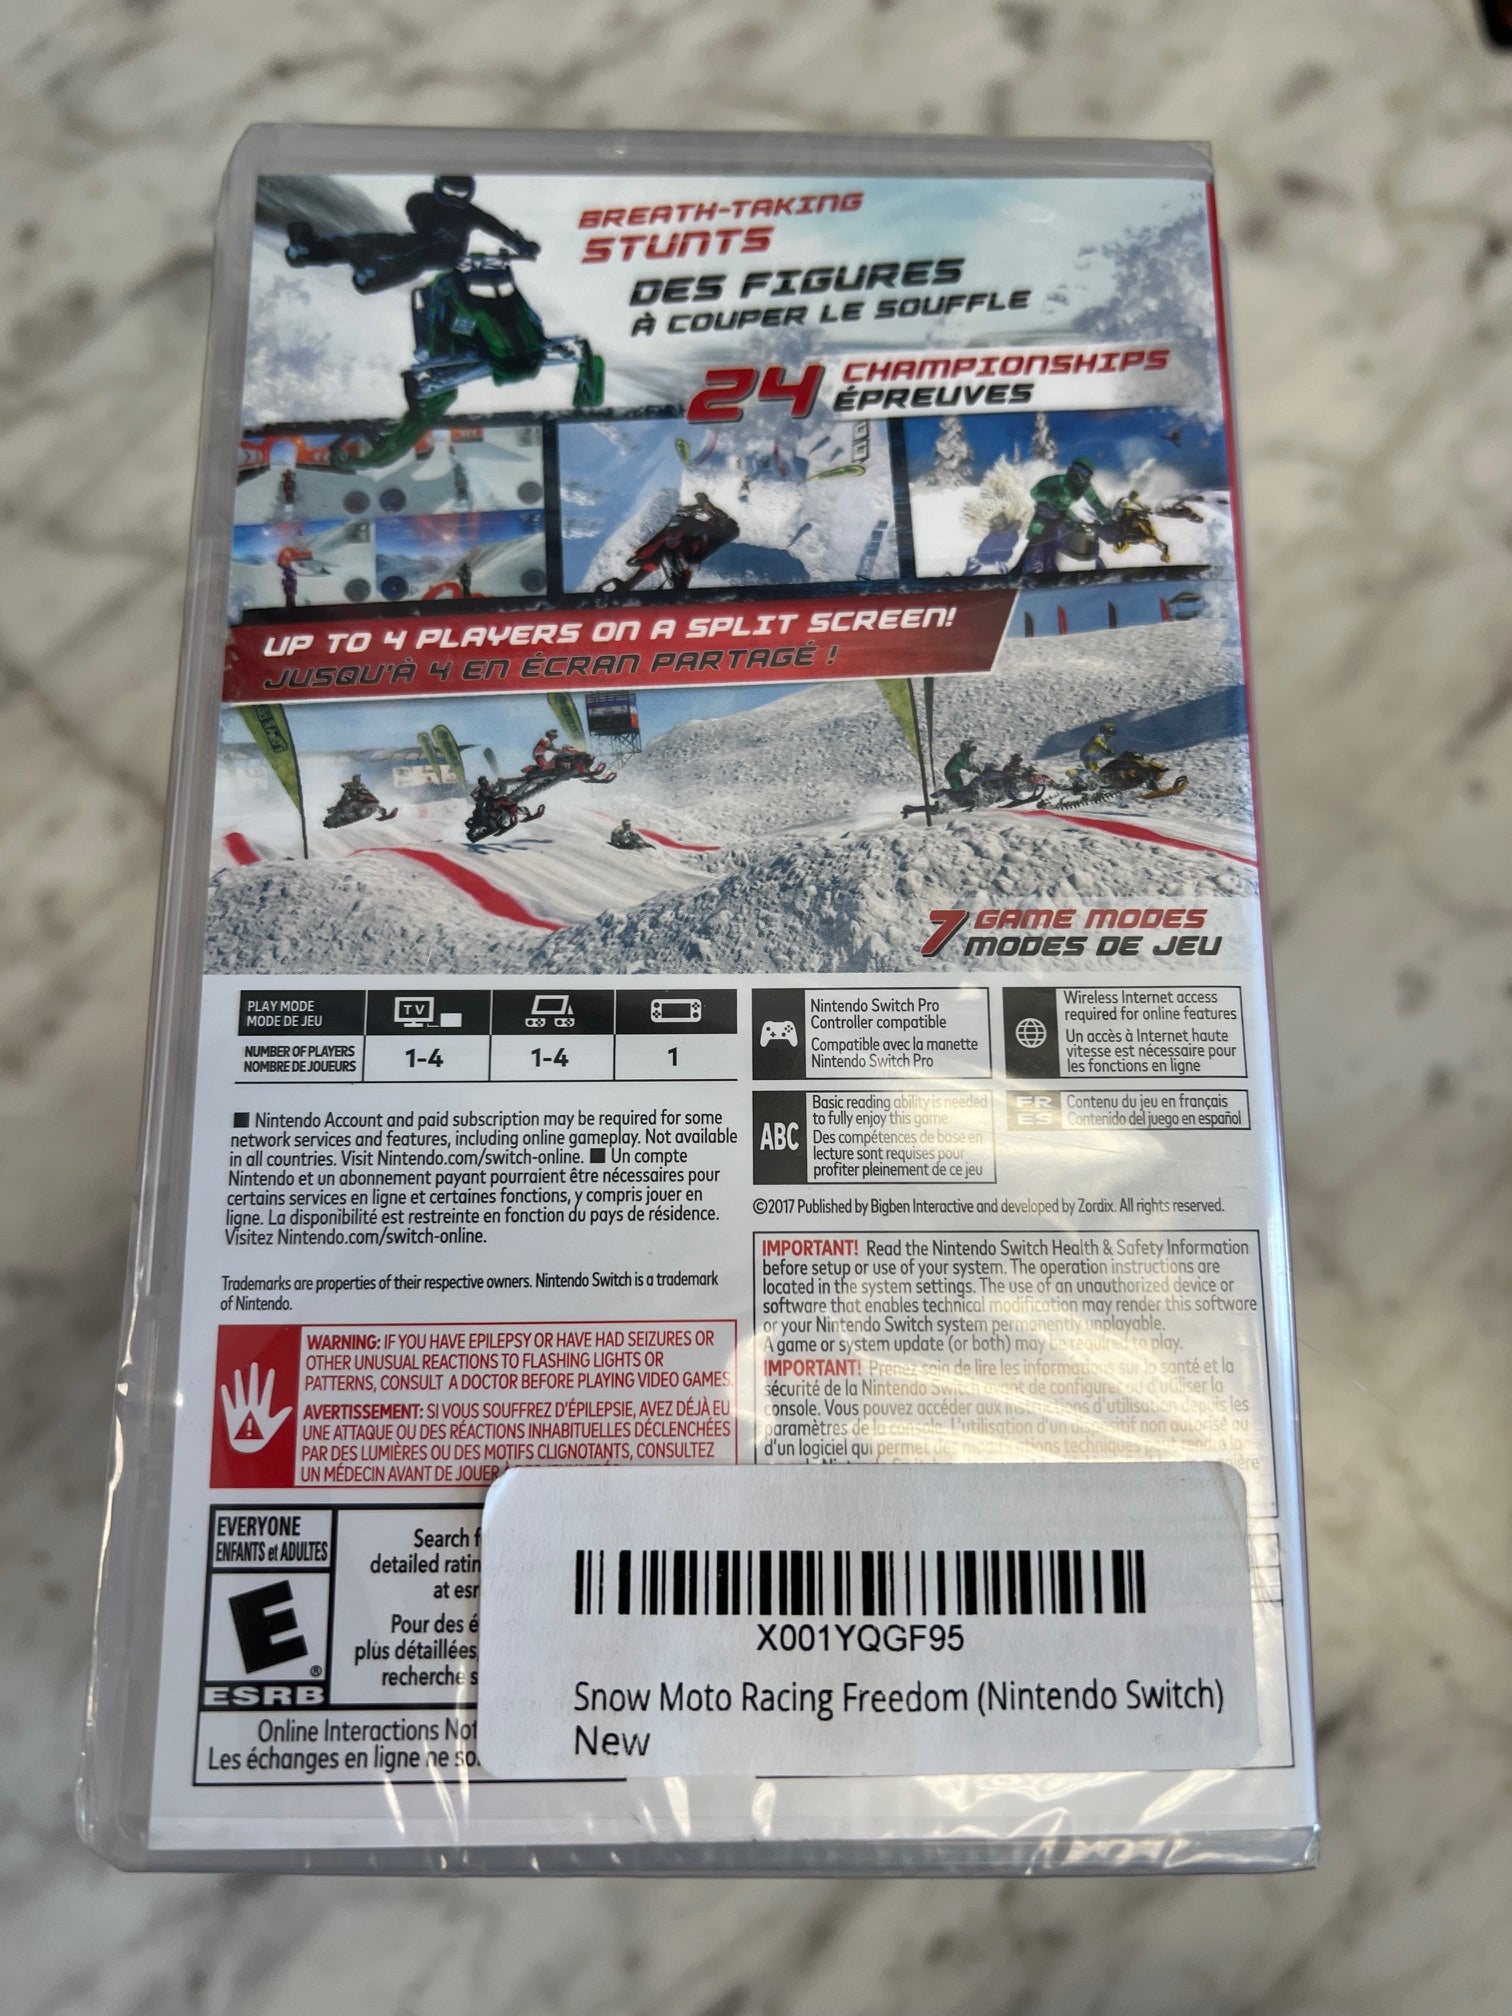 BREATH-TAKING
STUNTS
DES FIGURES
À COUPER LE SOUFFLE
24 CHAMPIONSHIPS
ÉPREUVES
UP TO 4 PLAYERS ON A SPLIT SCREEN!
JUSQU'À 4 EN ÉCRAN PARTAGÉ !
7 GAME MODES
MODES DE JEU
PLAY MODE
MODE DE JEU
TV
NUMBER OF PLAYERS
NOMBRE DE JOUEURS
1-4
1-4
1
Nintendo Switch Pro
Controller compatible
Compatible avec la manette
Nintendo Switch Pro
Wireless Internet access
required for online features
Un accès à Internet haute
vitesse est nécessaire pour
les fonctions en ligne
ABC
Basic reading ability is needed
to fully enjoy this game
Des compétences de base en
lecture sont requises pour
profiter pleinement de ce jeu
FR
ES
Contenu du jeu en français
Contenido del juego en español
■ Nintendo Account and paid subscription may be required for some
network services and features, including online gameplay. Not available
in all countries. Visit Nintendo.com/switch-online. ■ Un compte
Nintendo et un abonnement payant pourraient être nécessaires pour
certains services en ligne et certaines fonctions, y compris jouer en
ligne. La disponibilité est restreinte en fonction du pays de résidence.
Visitez Nintendo.com/switch-online.
©2017 Published by Bigben Interactive and developed by Zordix. All rights reserved.
Trademarks are properties of their respective owners. Nintendo Switch is a trademark
of Nintendo.
IMPORTANT! Read the Nintendo Switch Health & Safety Information
before setup or use of your system. The operation instructions are
located in the system settings. The use of an unauthorized device or
software that enables technical modification may render this software
or your Nintendo Switch system permanently unplayable.
A game or system update (or both) may be required to play.
IMPORTANT! Prenez soin de lire les informations sur la santé et la
sécurité de la Nintendo Switch avant de configurer ou d'utiliser la
console. Vous pouvez accéder aux instructions d'utilisation depuis les
paramètres de la console. L'utilisation d'un dispositif non autorisé ou
d'un logiciel qui permet des modifications techniques peut rendre la
WARNING: IF YOU HAVE EPILEPSY OR HAVE HAD SEIZURES OR
OTHER UNUSUAL REACTIONS TO FLASHING LIGHTS OR
PATTERNS, CONSULT A DOCTOR BEFORE PLAYING VIDEO GAMES.
AVERTISSEMENT: SI VOUS SOUFFREZ D'ÉPILEPSIE, AVEZ DÉJÀ EU
UNE ATTAQUE OU DES RÉACTIONS INHABITUELLES DÉCLENCHÉES
PAR DES LUMIÈRES OU DES MOTIFS CLIGNOTANTS, CONSULTEZ
UN MÉDECIN AVANT DE JOUER
EVERYONE
ENFANTS et ADULTES
E
®
ESRB
Search f
detailed ratin
at esr
Pour des é
plus détaillées,
recherche s
Online Interactions Not
Les échanges en ligne ne so
X001YQGF95
Snow Moto Racing Freedom (Nintendo Switch)
New